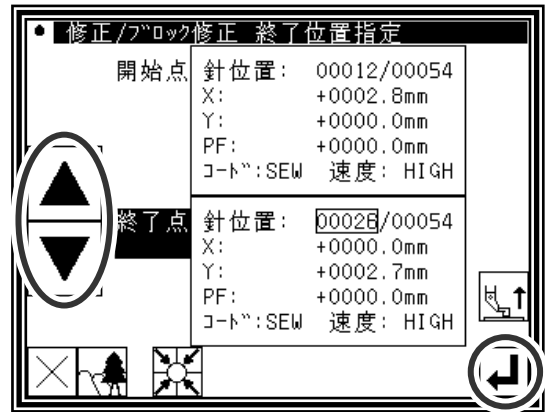 ● 修正/ブロック修正 終了位置指定
開始点
針位置: 00012/00054
X: +0002.8mm
Y: +0000.0mm
PF: +0000.0mm
コード:SEW 速度: HIGH
終了点
針位置: 00026/00054
X: +0000.0mm
Y: +0002.7mm
PF: +0000.0mm
コード:SEW 速度: HIGH